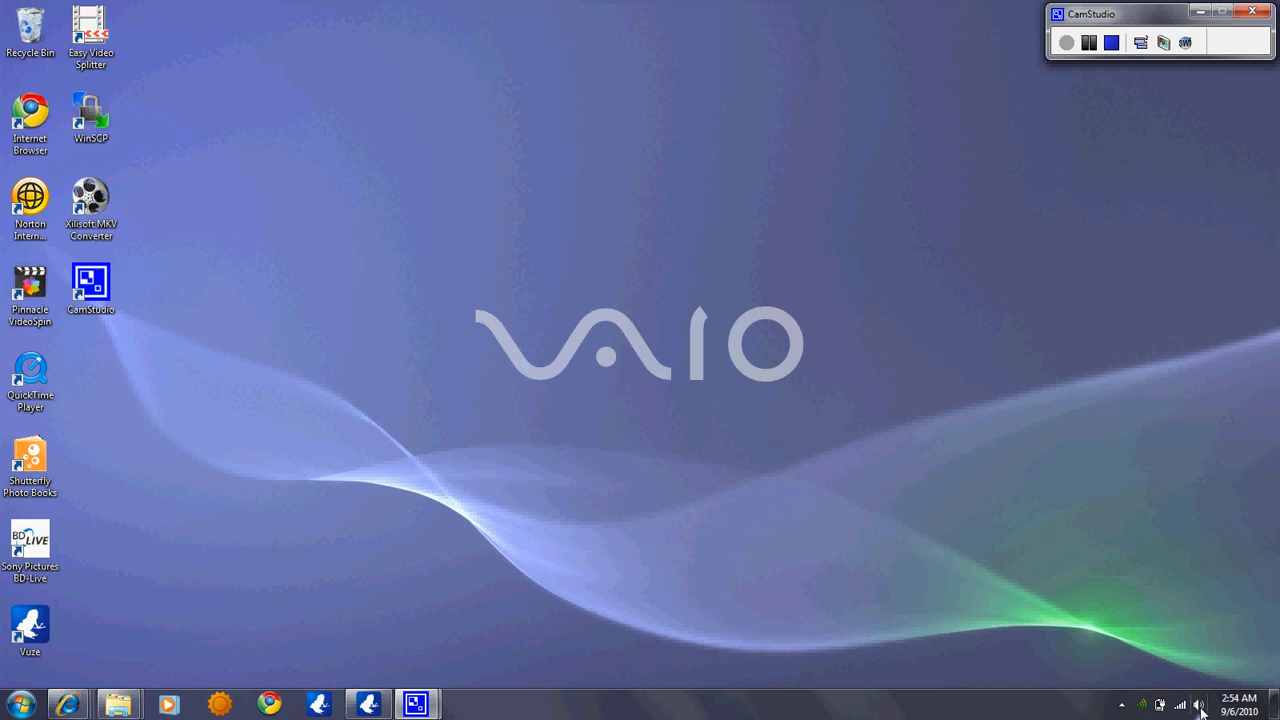 CamStudio
Recycle Bin
Easy Video
Splitter
Internet
Browser
WinSCP
Norton
Intern...
Xilisoft MKV
Converter
Pinnacle
VideoSpin
CamStudio
VAIO
QuickTime
Player
Shutterfly
Photo Books
BD LIVE
Sony Pictures
BD-Live
Vuze
2:54 AM
9/6/2010